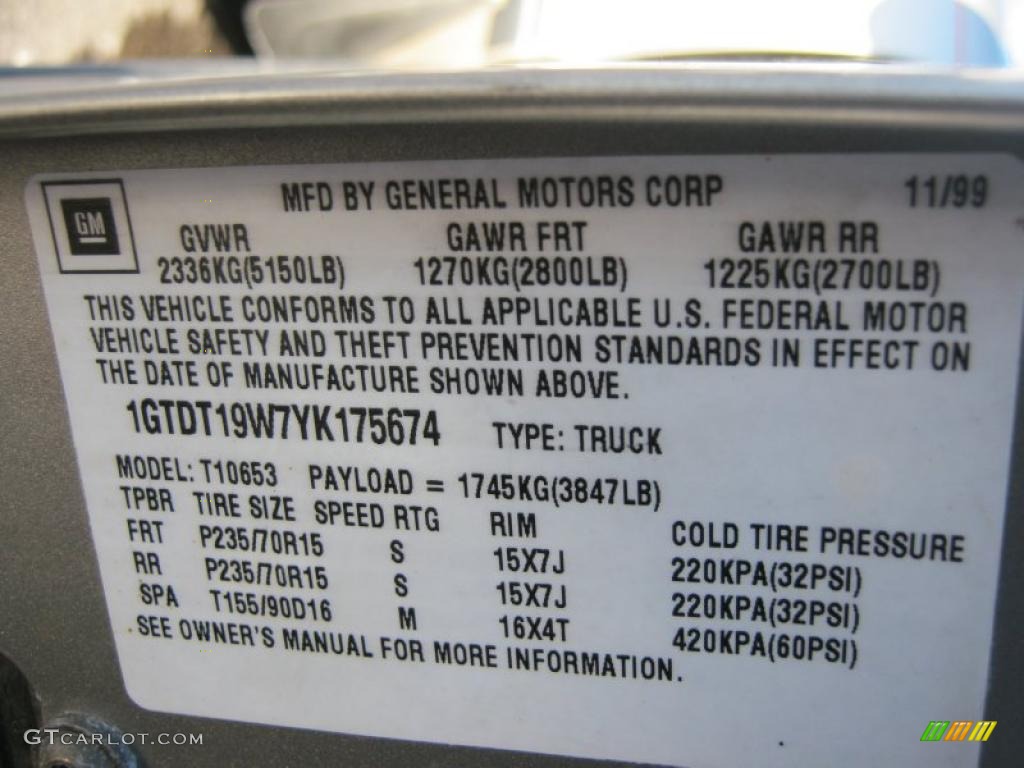 MFD BY GENERAL MOTORS CORP 11/99
GM
GVWR GAWR FRT GAWR RR
2336KG(5150LB) 1270KG(2800LB) 1225KG(2700LB)
THIS VEHICLE CONFORMS TO ALL APPLICABLE U.S. FEDERAL MOTOR
VEHICLE SAFETY AND THEFT PREVENTION STANDARDS IN EFFECT ON
THE DATE OF MANUFACTURE SHOWN ABOVE.
1GTDT19W7YK175674 TYPE: TRUCK
MODEL: T10653 PAYLOAD = 1745KG(3847LB)
TPBR TIRE SIZE SPEED RTG RIM COLD TIRE PRESSURE
FRT P235/70R15 S 15X7J 220KPA(32PSI)
RR P235/70R15 S 15X7J 220KPA(32PSI)
SPA T155/90D16 M 16X4T 420KPA(60PSI)
SEE OWNER'S MANUAL FOR MORE INFORMATION.
GTCARLOT.COM